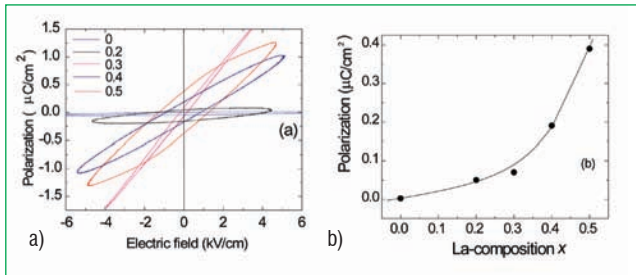 1.5
1.0
0.5
0.0
-0.5
-1.0
-1.5
Polarization ( μC/cm²)
0
0.2
0.3
0.4
0.5
(a)
-6 -4 -2 0 2 4 6
Electric field (kV/cm)
a)
0.4
0.3
0.2
0.1
0.0
Polarization (μC/cm²)
(b)
0.0 0.1 0.2 0.3 0.4 0.5
La-composition x
b)